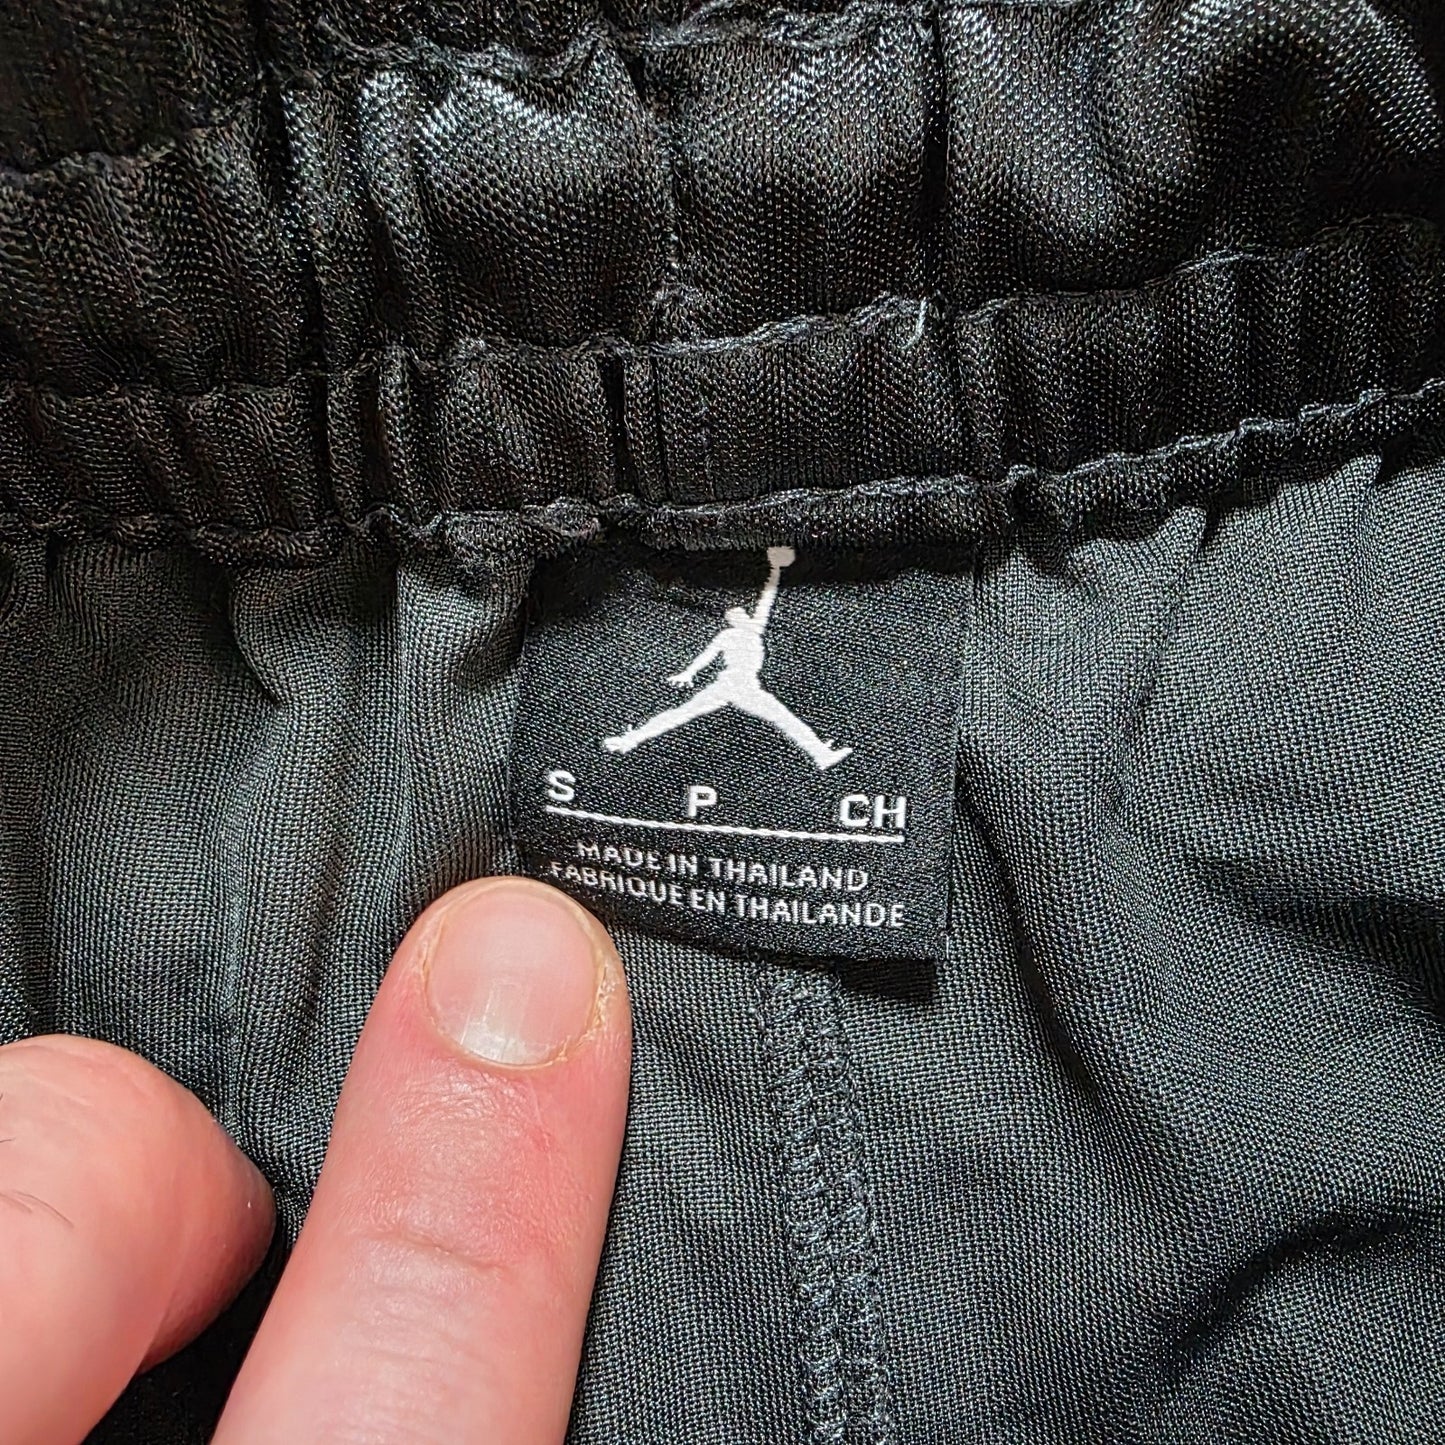 S P CH
MADE IN THAILAND
FABRIQUE EN THAILANDE